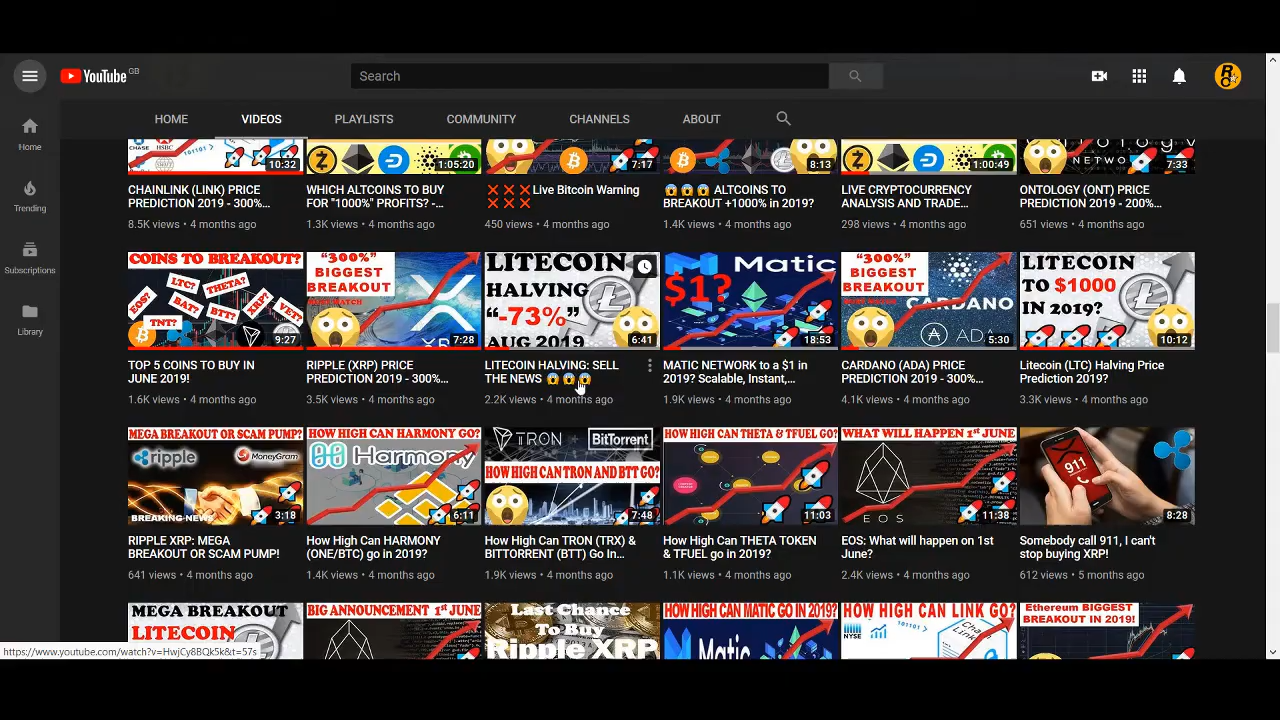 YouTube GB
Search
HOME
VIDEOS
PLAYLISTS
COMMUNITY
CHANNELS
ABOUT
Home
Trending
Subscriptions
Library
CHASE
HSBC
101101 )
10:32
1:05:20
7:17
8:13
1:00:49
NETWO
7:33
CHAINLINK (LINK) PRICE
PREDICTION 2019 - 300%...
8.5K views • 4 months ago
WHICH ALTCOINS TO BUY
FOR "1000%" PROFITS? -...
1.3K views • 4 months ago
❌❌❌Live Bitcoin Warning
❌❌❌
450 views • 4 months ago
😱😱😱 ALTCOINS TO
BREAKOUT +1000% in 2019?
1.4K views • 4 months ago
LIVE CRYPTOCURRENCY
ANALYSIS AND TRADE...
298 views • 4 months ago
ONTOLOGY (ONT) PRICE
PREDICTION 2019 - 200%...
651 views • 4 months ago
COINS TO BREAKOUT?
EOS?
LTC?
BAT?
THETA?
BTT?
XRP?
VET?
TNT?
9:27
"300%"
BIGGEST
BREAKOUT
MUST WATCH
7:28
LITECOIN
HALVING
"-73%"
AUG 2019
6:41
Matic
$1?
18:53
"300%"
BIGGEST
BREAKOUT
CARDANO
ADA
5:30
LITECOIN
TO $1000
IN 2019?
10:12
TOP 5 COINS TO BUY IN
JUNE 2019!
1.6K views • 4 months ago
RIPPLE (XRP) PRICE
PREDICTION 2019 - 300%...
3.5K views • 4 months ago
LITECOIN HALVING: SELL
THE NEWS 😱😱😱
2.2K views • 4 months ago
MATIC NETWORK to a $1 in
2019? Scalable, Instant,...
1.9K views • 4 months ago
CARDANO (ADA) PRICE
PREDICTION 2019 - 300%...
4.1K views • 4 months ago
Litecoin (LTC) Halving Price
Prediction 2019?
3.3K views • 4 months ago
MEGA BREAKOUT OR SCAM PUMP?
ripple
MoneyGram
BREAKING NEWS
3:18
HOW HIGH CAN HARMONY GO?
Harmony
6:11
TRON
BitTorrent
HOW HIGH CAN TRON AND BTT GO?
7:48
HOW HIGH CAN THETA & TFUEL GO?
11:03
WHAT WILL HAPPEN 1st JUNE?
EOS
11:38
911
8:28
RIPPLE XRP: MEGA
BREAKOUT OR SCAM PUMP!
641 views • 4 months ago
How High Can HARMONY
(ONE/BTC) go in 2019?
1.4K views • 4 months ago
How High Can TRON (TRX) &
BITTORRENT (BTT) Go In...
1.9K views • 4 months ago
How High Can THETA TOKEN
& TFUEL go in 2019?
1.1K views • 4 months ago
EOS: What will happen on 1st
June?
2.4K views • 4 months ago
Somebody call 911, I can't
stop buying XRP!
612 views • 5 months ago
MEGA BREAKOUT
LITECOIN
BIG ANNOUNCEMENT 1st JUNE
Last Chance
To Buy
Ripple XRP
HOW HIGH CAN MATIC GO IN 2019?
Matic
HOW HIGH CAN LINK GO?
NYSE
Ethereum BIGGEST
BREAKOUT IN 2019!
https://www.youtube.com/watch?v=HwjCy8BQk5k&t=57s